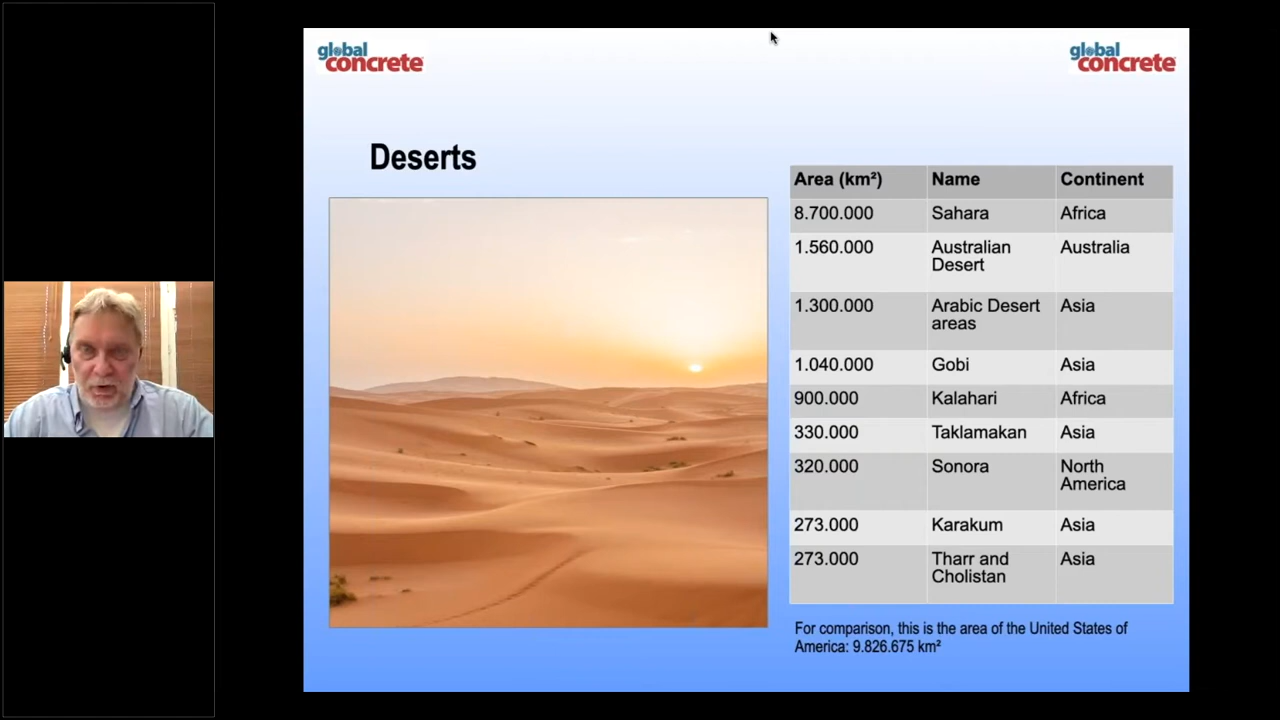 global
concrete
global
concrete
Deserts
Area (km²) Name Continent
8.700.000 Sahara Africa
1.560.000 Australian Australia
Desert
1.300.000 Arabic Desert Asia
areas
1.040.000 Gobi Asia
900.000 Kalahari Africa
330.000 Taklamakan Asia
320.000 Sonora North
America
273.000 Karakum Asia
273.000 Tharr and Asia
Cholistan
For comparison, this is the area of the United States of
America: 9.826.675 km²